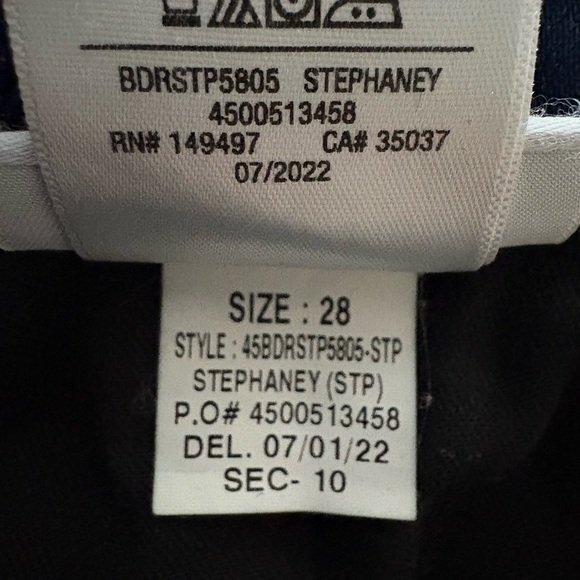 BDRSTP5805 STEPHANEY
4500513458
RN# 149497 CA# 35037
07/2022
SIZE : 28
STYLE : 45BDRSTP5805-STP
STEPHANEY (STP)
P.O# 4500513458
DEL. 07/01/22
SEC- 10